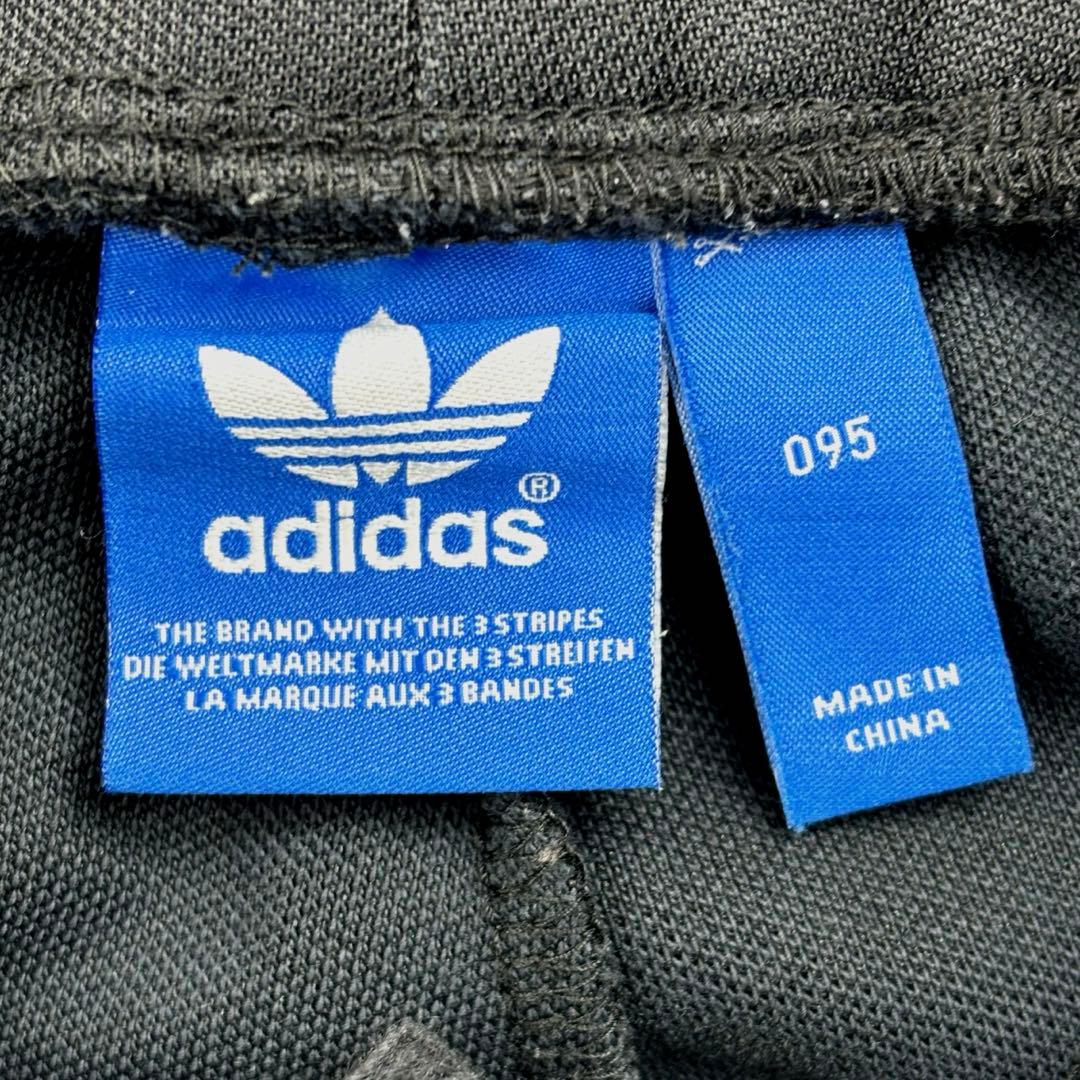 adidas®
THE BRAND WITH THE 3 STRIPES
DIE WELTMARKE MIT DEN 3 STREIFEN
LA MARQUE AUX 3 BANDES
095
MADE IN
CHINA